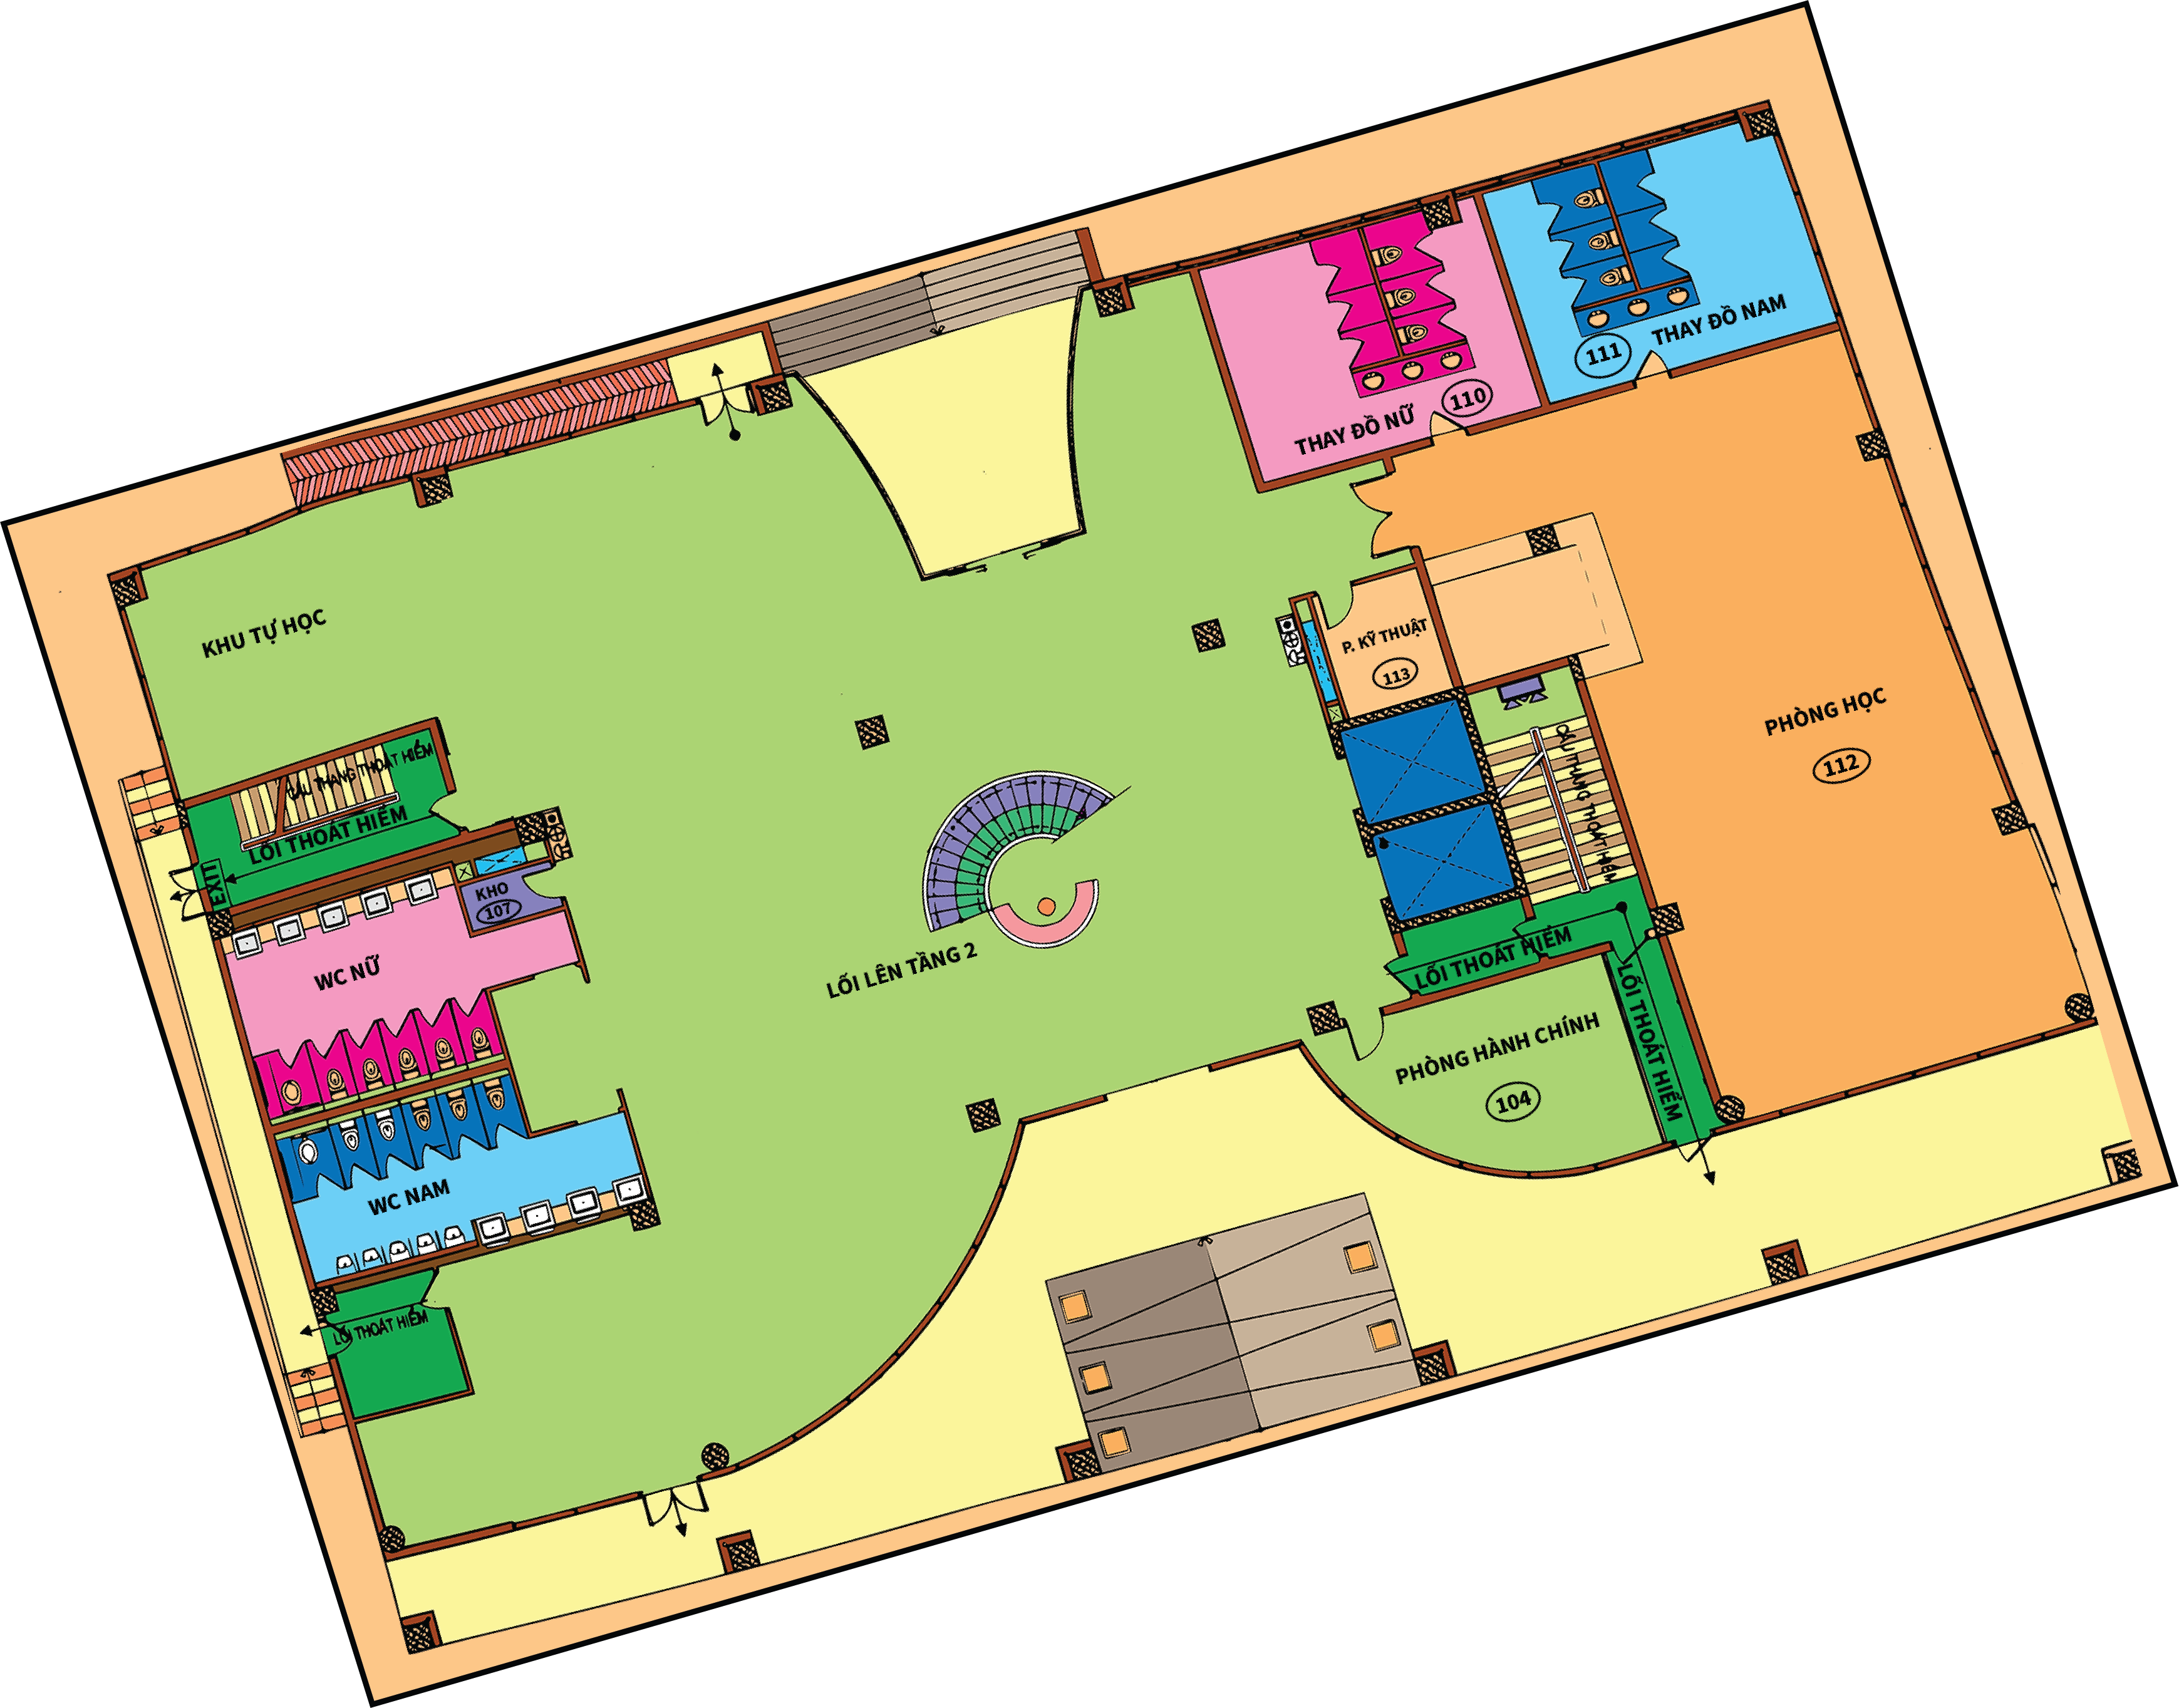 THAY ĐỒ NAM
111
THAY ĐỒ NỮ
110
KHU TỰ HỌC
P. KỸ THUẬT
113
PHÒNG HỌC
112
CẦU THANG THOÁT HIỂM
LỐI THOÁT HIỂM
EXIT
CẦU THANG THOÁT HIỂM
KHO
107
WC NỮ
LỐI LÊN TẦNG 2
LỐI THOÁT HIỂM
LỐI THOÁT HIỂM
PHÒNG HÀNH CHÍNH
104
WC NAM
LỐI THOÁT HIỂM